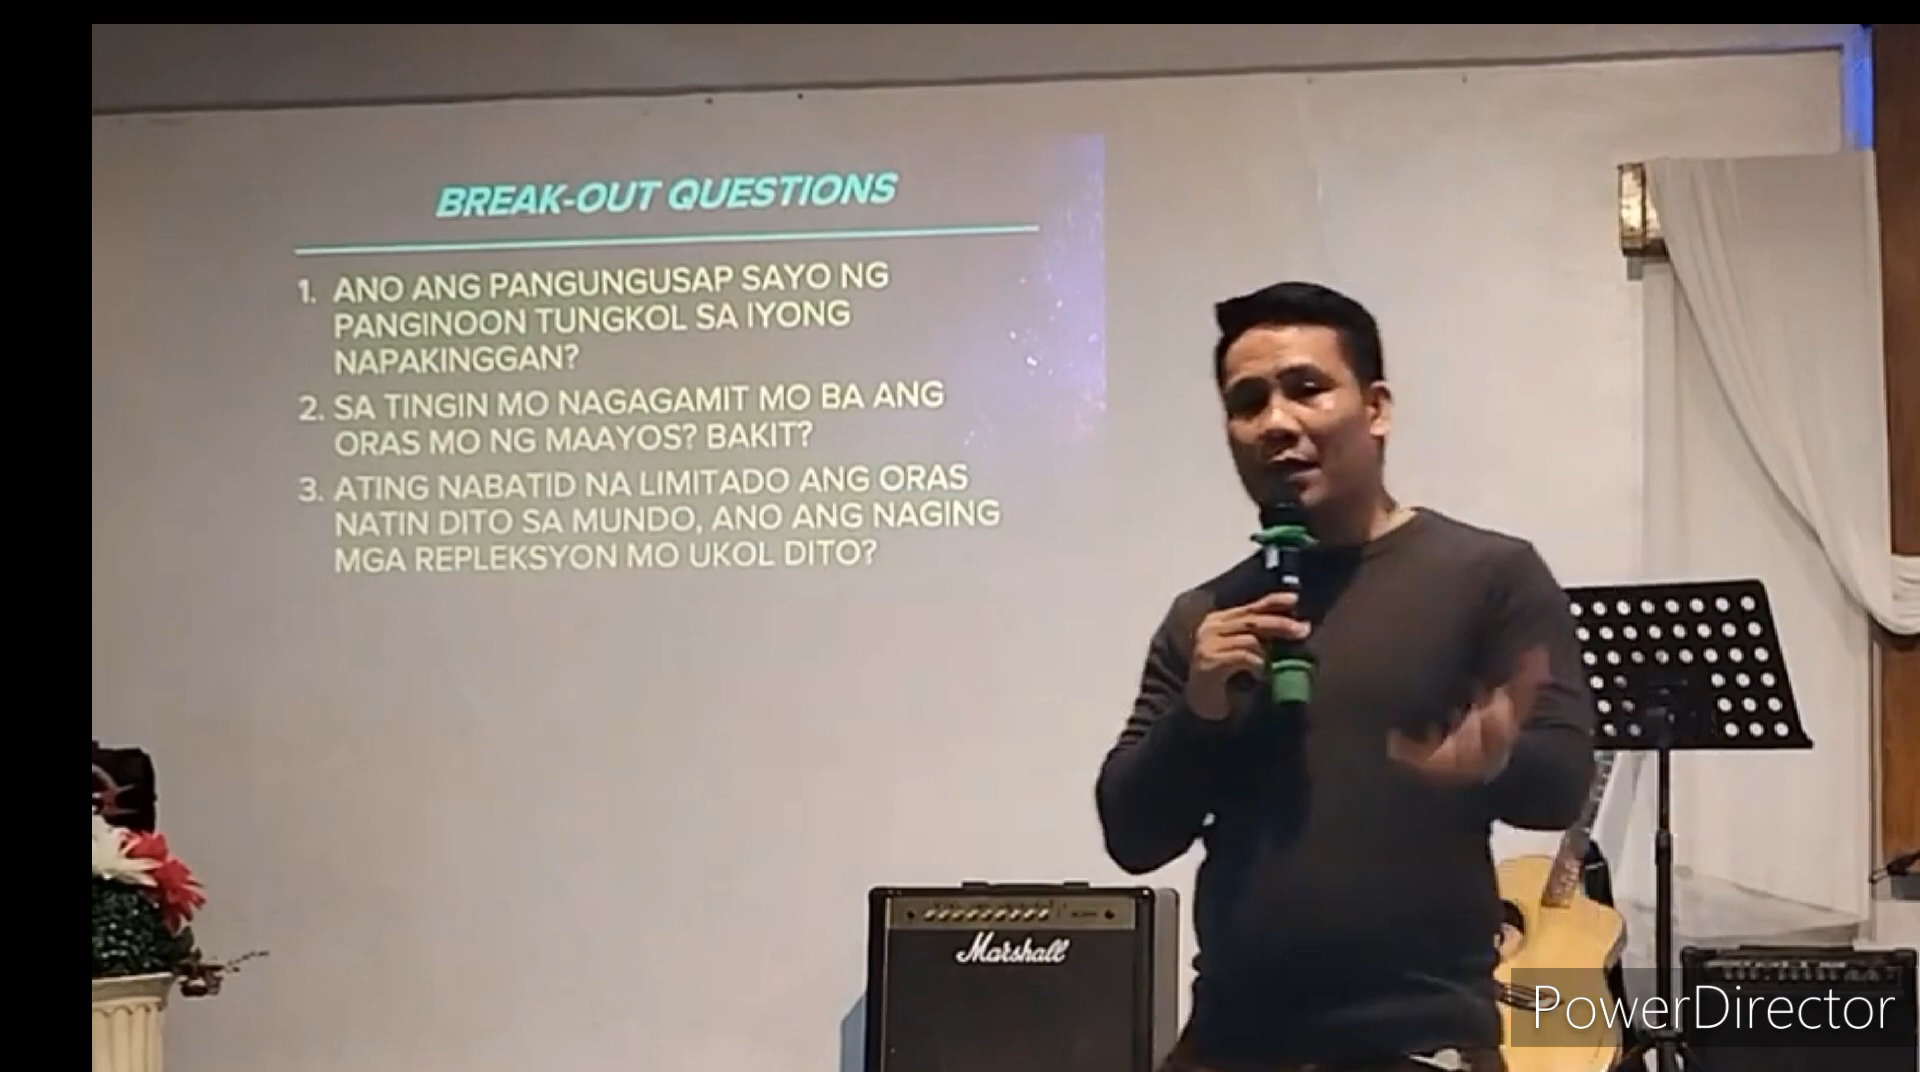 BREAK-OUT QUESTIONS
1. ANO ANG PANGUNGUSAP SAYO NG
PANGINOON TUNGKOL SA IYONG
NAPAKINGGAN?
2. SA TINGIN MO NAGAGAMIT MO BA ANG
ORAS MO NG MAAYOS? BAKIT?
3. ATING NABATID NA LIMITADO ANG ORAS
NATIN DITO SA MUNDO, ANO ANG NAGING
MGA REPLEKSYON MO UKOL DITO?
Marshall
PowerDirector